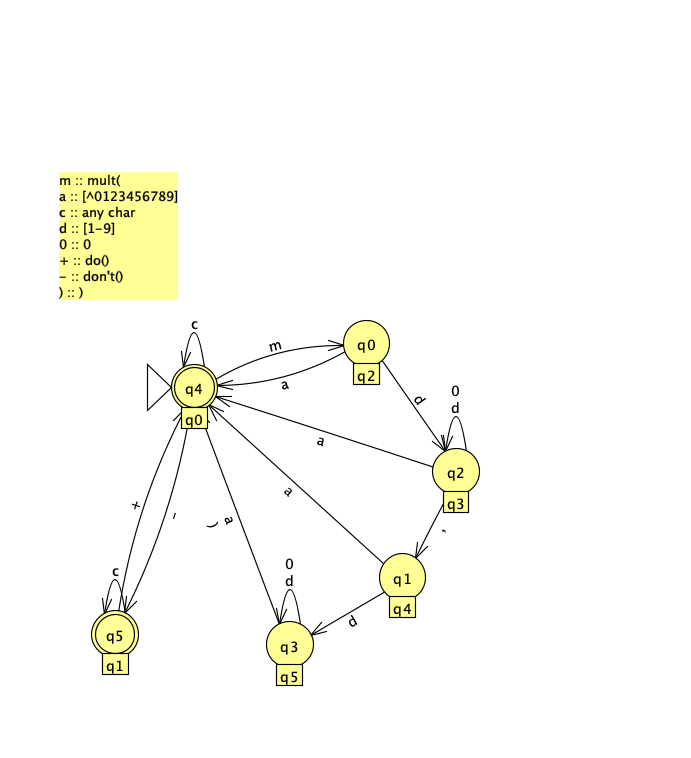 m :: mult(
a :: [^0123456789]
c :: any char
d :: [1-9]
0 :: 0
+ :: do()
- :: don't()
) :: )
c
m
q0
q2
a
q4
q0
d
0
d
q2
q3
a
a
,
+
-
)
a
c
0
d
q1
q4
d
q5
q1
q3
q5